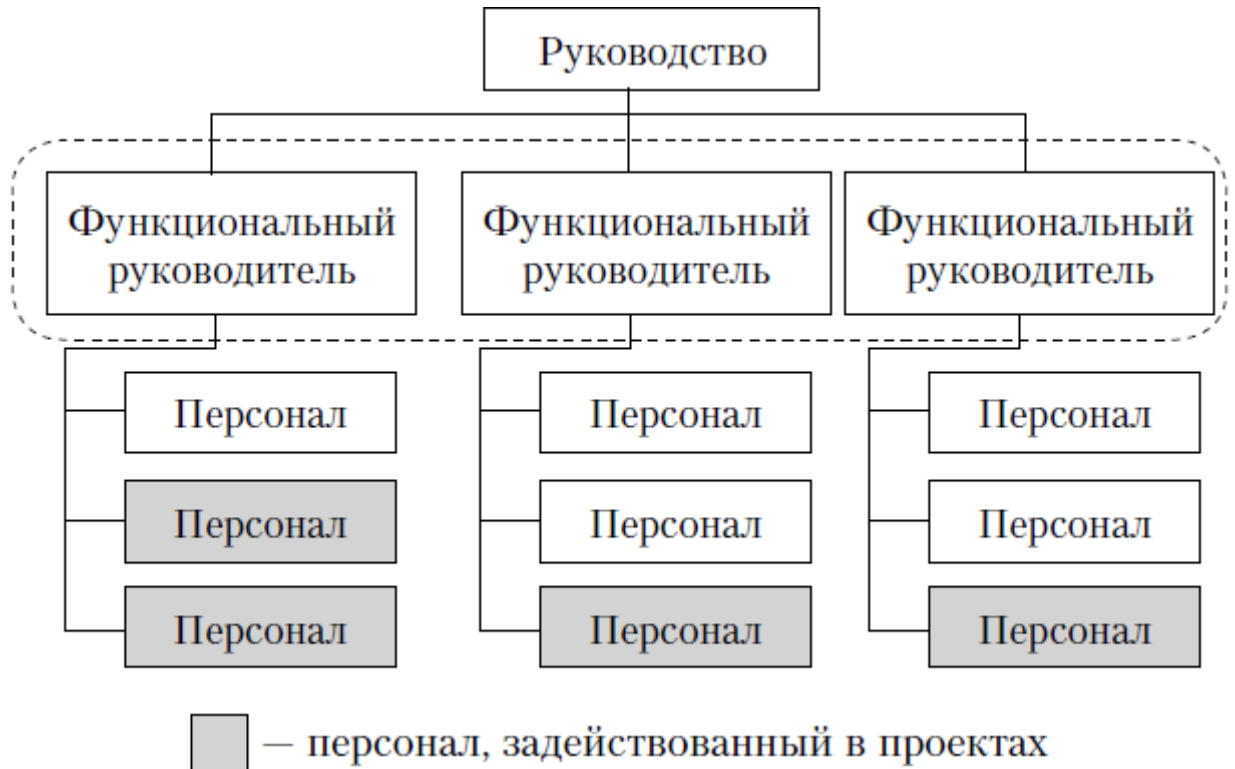 Руководство
Функциональный
руководитель
Функциональный
руководитель
Функциональный
руководитель
Персонал
Персонал
Персонал
Персонал
Персонал
Персонал
Персонал
Персонал
Персонал
— персонал, задействованный в проектах